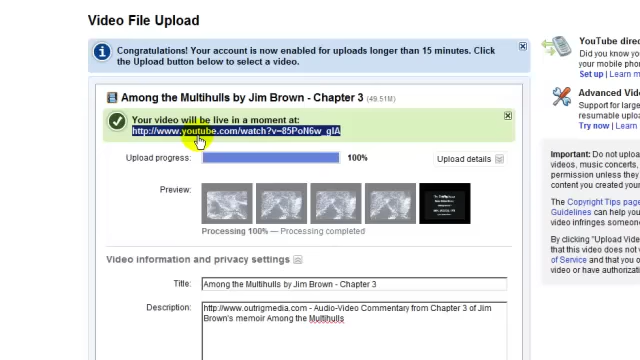 Video File Upload
Congratulations! Your account is now enabled for uploads longer than 15 minutes. Click
the Upload button below to select a video.
Among the Multihulls by Jim Brown - Chapter 3 (49.51M)
Your video will be live in a moment at:
http://www.youtube.com/watch?v=85PoN6w_glA
Upload progress: 100% Upload details
Preview:
Processing 100% — Processing completed
Video information and privacy settings
Title: Among the Multihulls by Jim Brown - Chapter 3
Description: http://www.outrigmedia.com - Audio-Video Commentary from Chapter 3 of Jim
Brown's memoir Among the Multihulls
YouTube direc
Did you know yo
your mobile phon
Set up | Learn m
Advanced Vide
Support for large
resumable uploa
Try now | Learn
Important: Do not uploa
videos, music concerts,
permission unless they
content you created your
The Copyright Tips page
Guidelines can help you
video infringes someone
By clicking "Upload Vide
that this video does not v
of Service and that you o
video or have authorizati